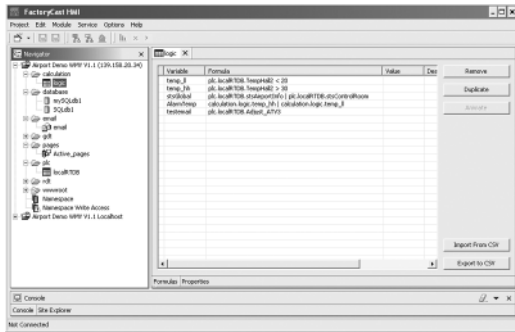 FactoryCast HMI
Project Edit Module Service Options Help
Navigator
Airport Demo WMY V1.1 (139.158.20.34)
calculation
logic
database
mySQLdb1
SQLdb1
email
email
gdt
pages
Active_pages
plc
localRTDB
rdt
wwwroot
Namespace
Namespace Write Access
Airport Demo WMY V1.1 Localhost
logic
Variable Formula Value Des
temp_ll plc.localRTDB.TempHall2 < 20
temp_hh plc.localRTDB.TempHall2 > 30
stsGlobal plc.localRTDB.stsAirportInfo | plc.localRTDB.stsControlRoom
AlarmTemp calculation.logic.temp_hh | calculation.logic.temp_ll
testemail plc.localRTDB.Adjust_ATV3
Remove
Duplicate
Import From CSV
Export to CSV
Formulas Properties
Console
Console Site Explorer
Not Connected